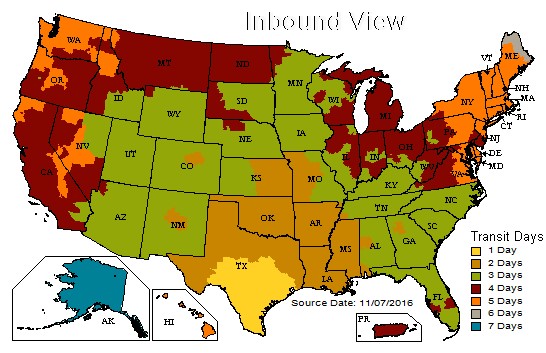 Inbound View
WA
OR
CA
NV
ID
MT
WY
UT
AZ
CO
NM
ND
SD
NE
KS
OK
TX
MN
IA
MO
AR
LA
WI
IL
MS
MI
IN
OH
KY
TN
AL
GA
FL
SC
NC
VA
WV
PA
NY
VT
ME
NH
MA
RI
CT
NJ
DE
MD
AK
HI
PR
Source Date: 11/07/2016
Transit Days
1 Day
2 Days
3 Days
4 Days
5 Days
6 Days
7 Days